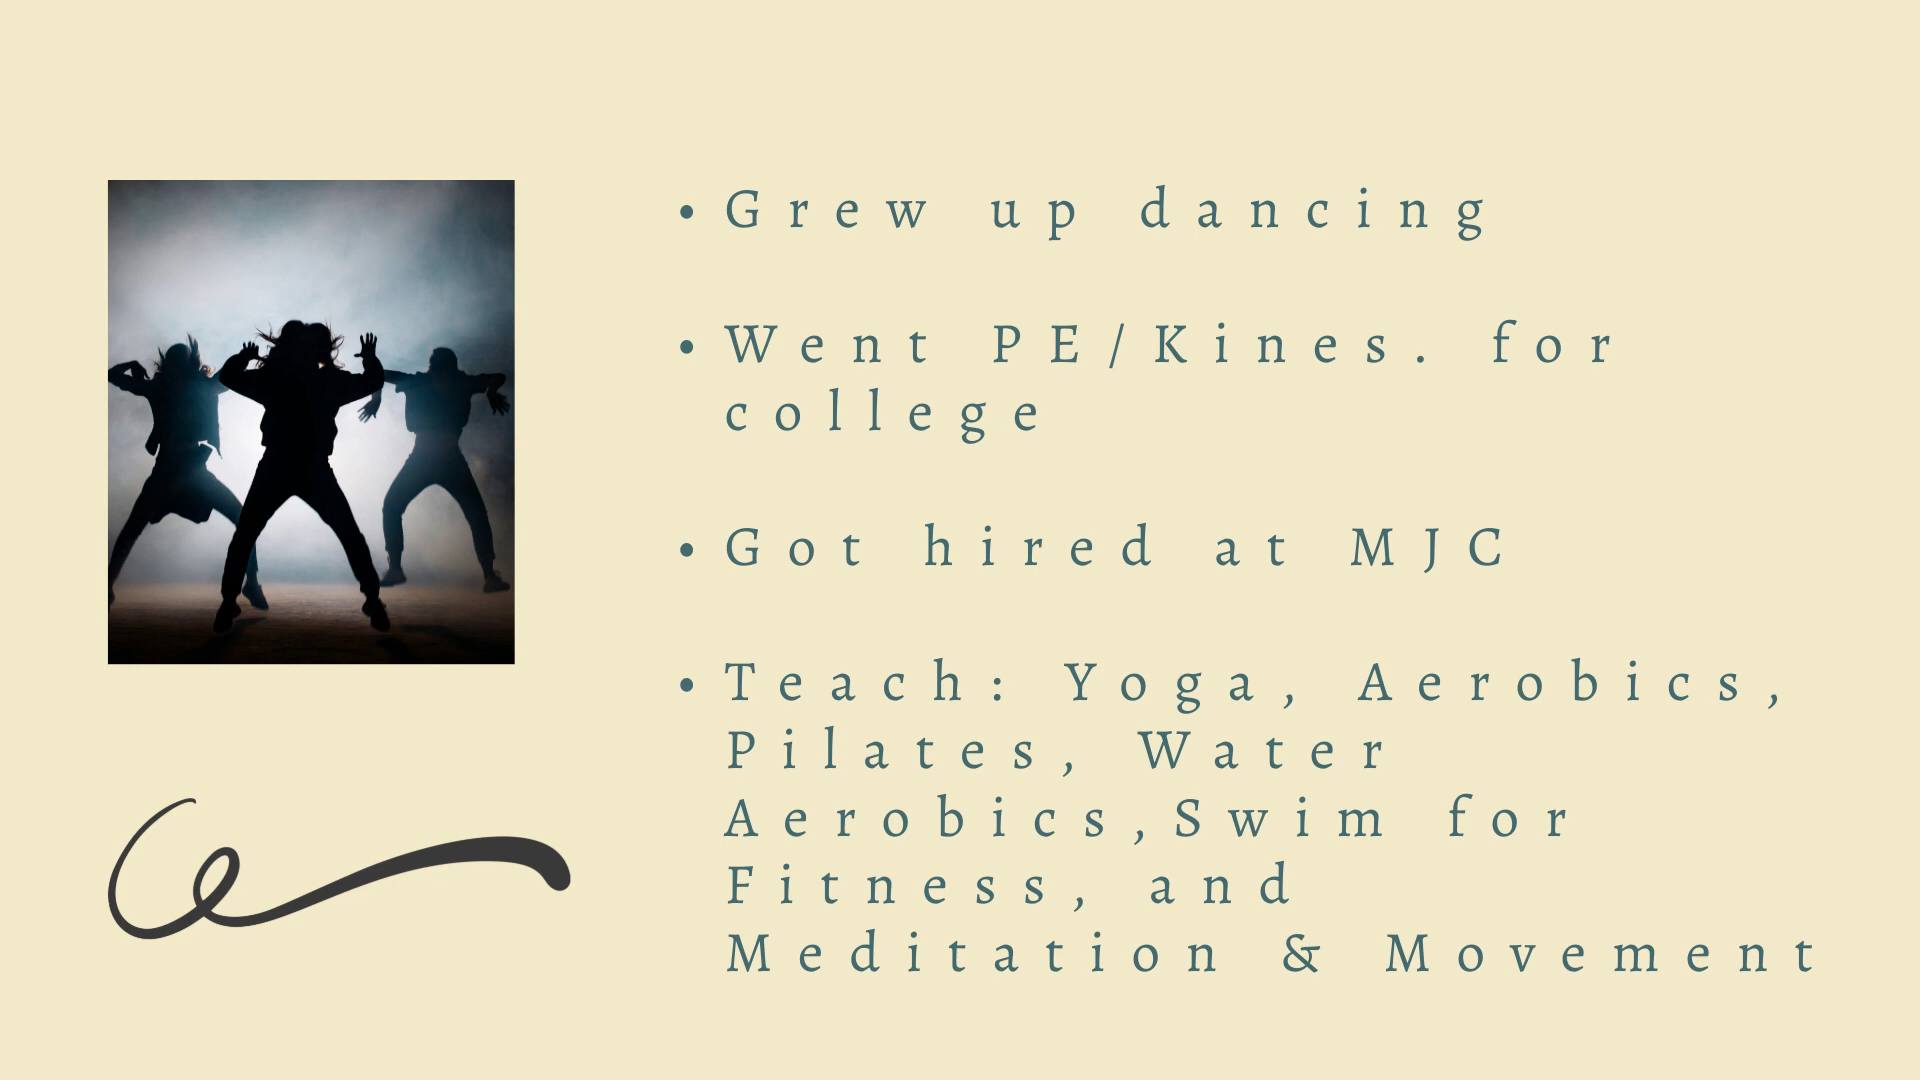 • Grew up dancing
• Went PE/Kines. for
college
• Got hired at MJC
• Teach: Yoga, Aerobics,
Pilates, Water
Aerobics,Swim for
Fitness, and
Meditation & Movement